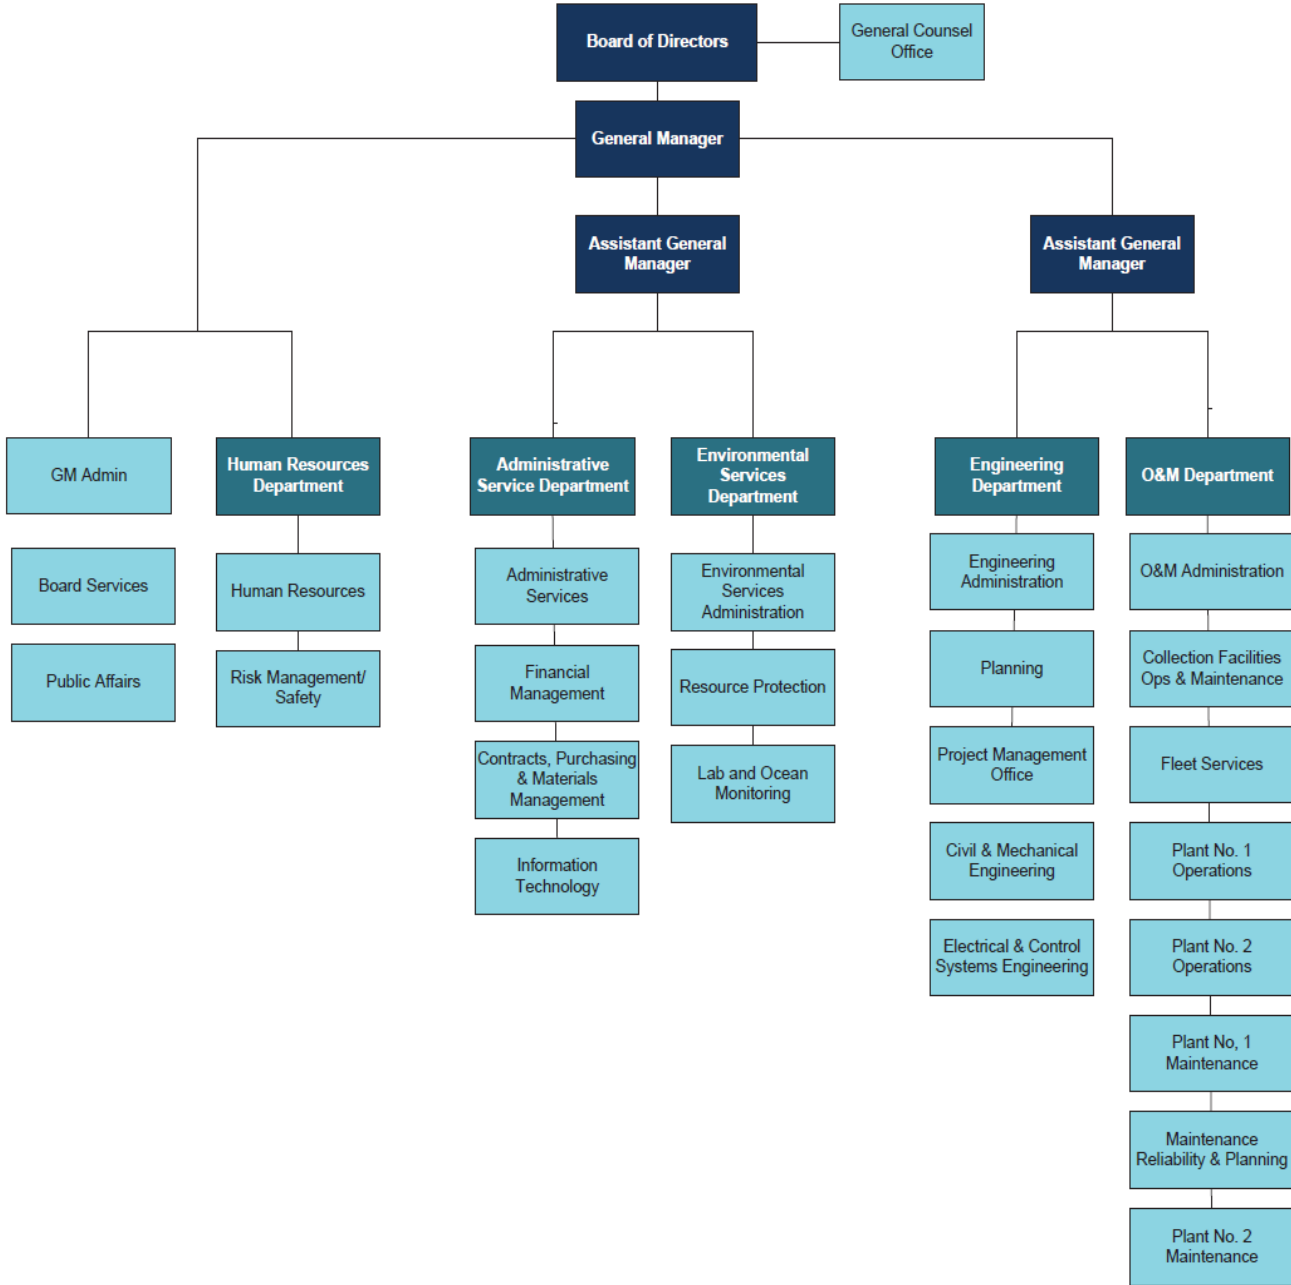 Board of Directors
General Counsel
Office
General Manager
Assistant General
Manager
Assistant General
Manager
GM Admin
Board Services
Public Affairs
Human Resources
Department
Human Resources
Risk Management/
Safety
Administrative
Service Department
Administrative
Services
Financial
Management
Contracts, Purchasing
& Materials
Management
Information
Technology
Environmental
Services
Department
Environmental
Services
Administration
Resource Protection
Lab and Ocean
Monitoring
Engineering
Department
Engineering
Administration
Planning
Project Management
Office
Civil & Mechanical
Engineering
Electrical & Control
Systems Engineering
O&M Department
O&M Administration
Collection Facilities
Ops & Maintenance
Fleet Services
Plant No. 1
Operations
Plant No. 2
Operations
Plant No, 1
Maintenance
Maintenance
Reliability & Planning
Plant No. 2
Maintenance